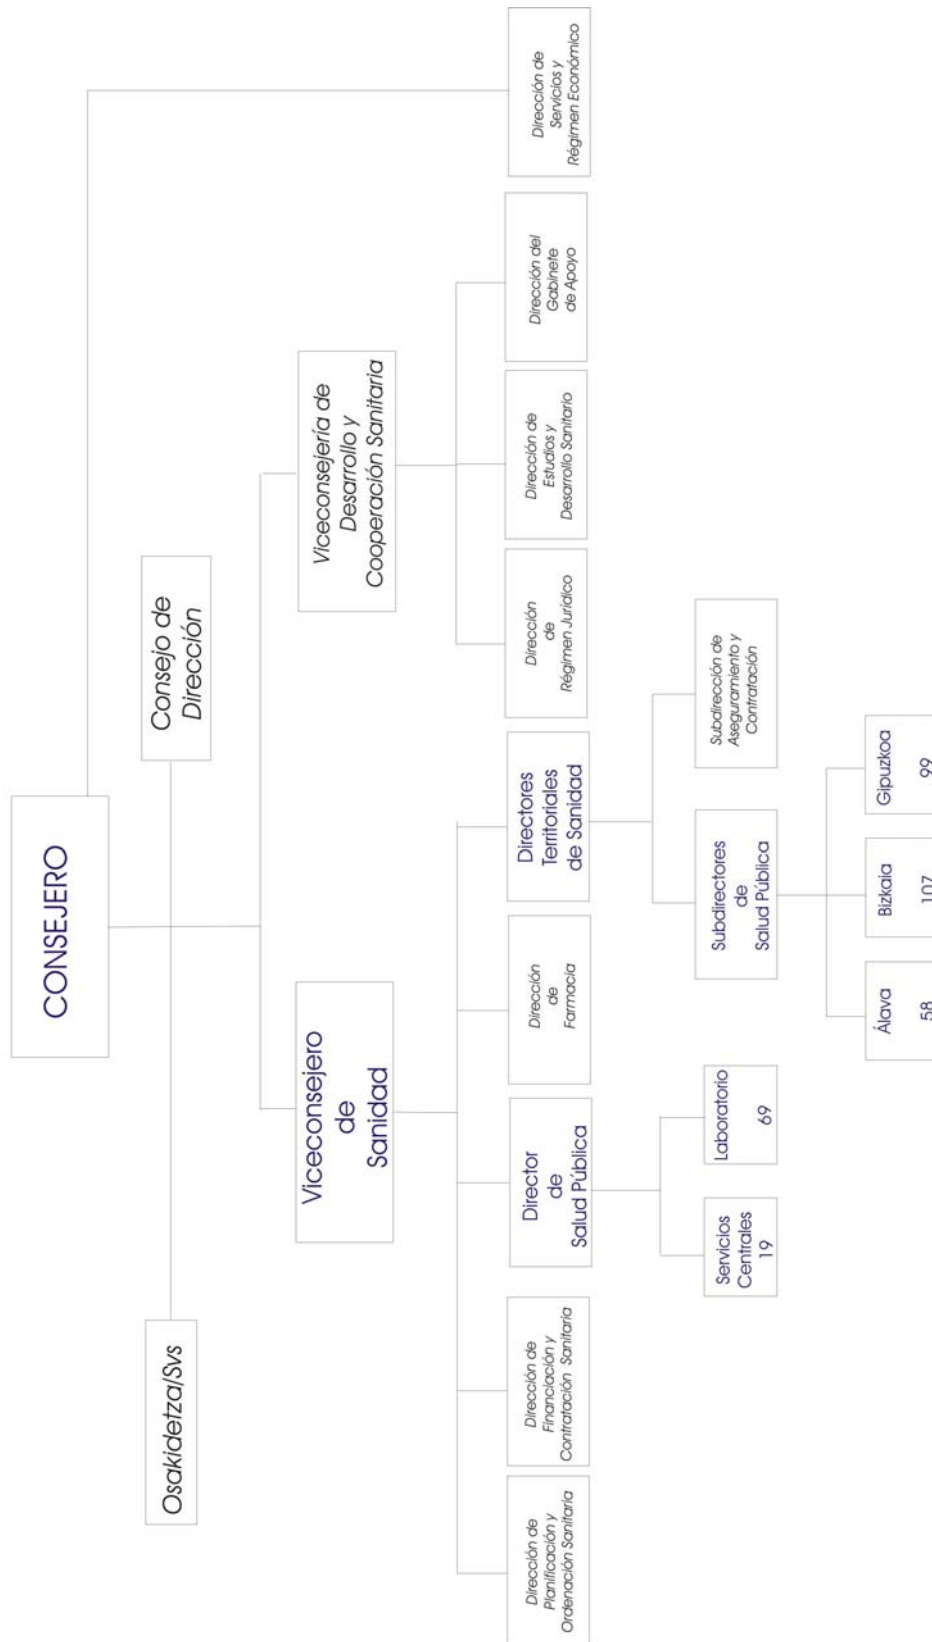 CONSEJERO
Osakidetza/Svs
Consejo de
Dirección
Viceconsejero
de
Sanidad
Viceconsejería de
Desarrollo y
Cooperación Sanitaria
Dirección de
Planificación y
Ordenación Sanitaria
Dirección de
Financiación y
Contratación Sanitaria
Director
de
Salud Pública
Dirección
de
Farmacia
Directores
Territoriales
de Sanidad
Dirección
de
Régimen Jurídico
Dirección de
Estudios y
Desarrollo Sanitario
Dirección del
Gabinete
de Apoyo
Dirección de
Servicios y
Régimen Económico
Servicios
Centrales
19
Laboratorio
69
Subdirectores
de
Salud Pública
Subdirección de
Aseguramiento y
Contratación
Álava
58
Bizkaia
107
Gipuzkoa
99